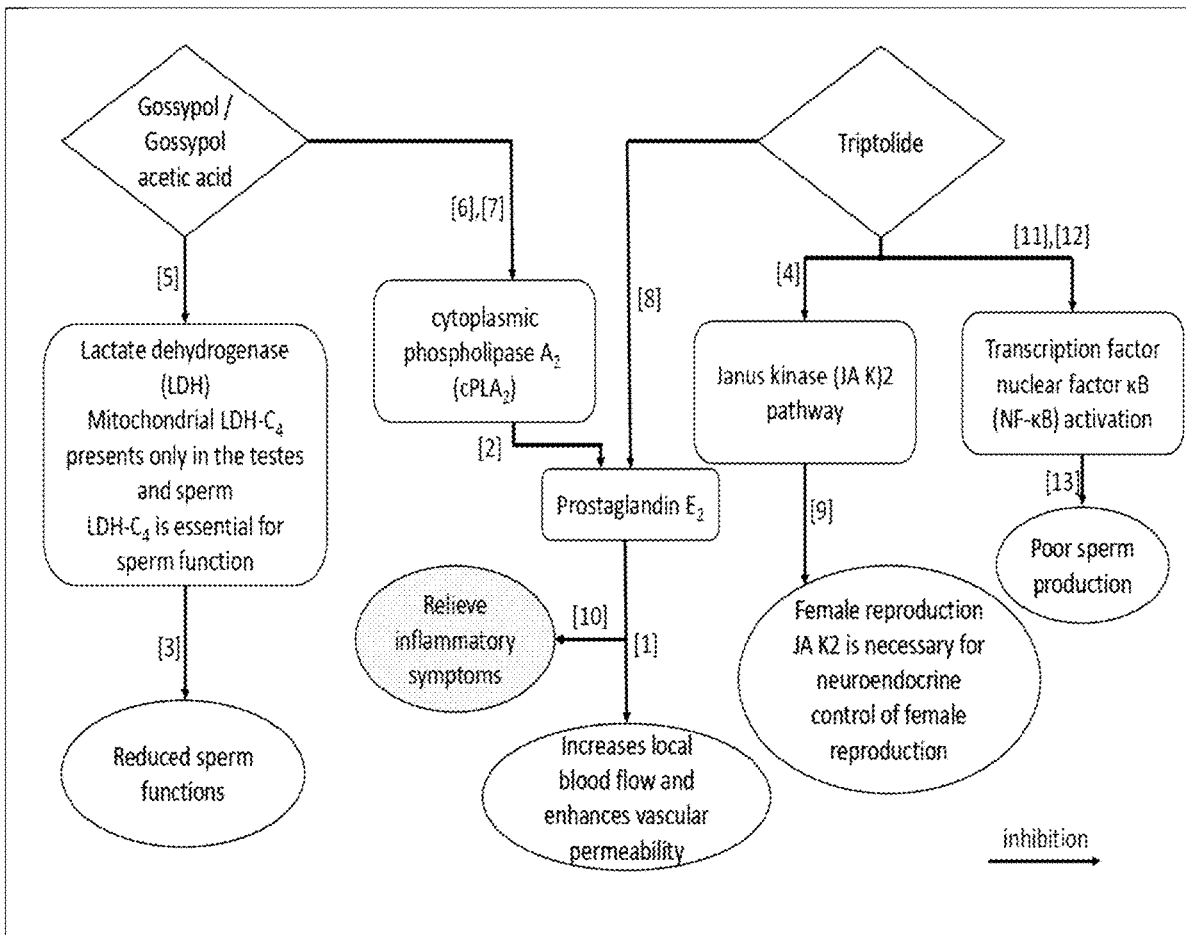 Gossypol /
Gossypol
acetic acid
Triptolide
[6],[7]
[11],[12]
[5]
[4]
[8]
cytoplasmic
phospholipase A₂
(cPLA₂)
Lactate dehydrogenase
(LDH)
Mitochondrial LDH-C₄
presents only in the testes
and sperm
LDH-C₄ is essential for
sperm function
Janus kinase (JA K)2
pathway
Transcription factor
nuclear factor κB
(NF-κB) activation
[2]
[13]
Prostaglandin E₂
[9]
Poor sperm
production
Relieve
inflammatory
symptoms
[10]
[1]
[3]
Female reproduction
JA K2 is necessary for
neuroendocrine
control of female
reproduction
Reduced sperm
functions
Increases local
blood flow and
enhances vascular
permeability
inhibition